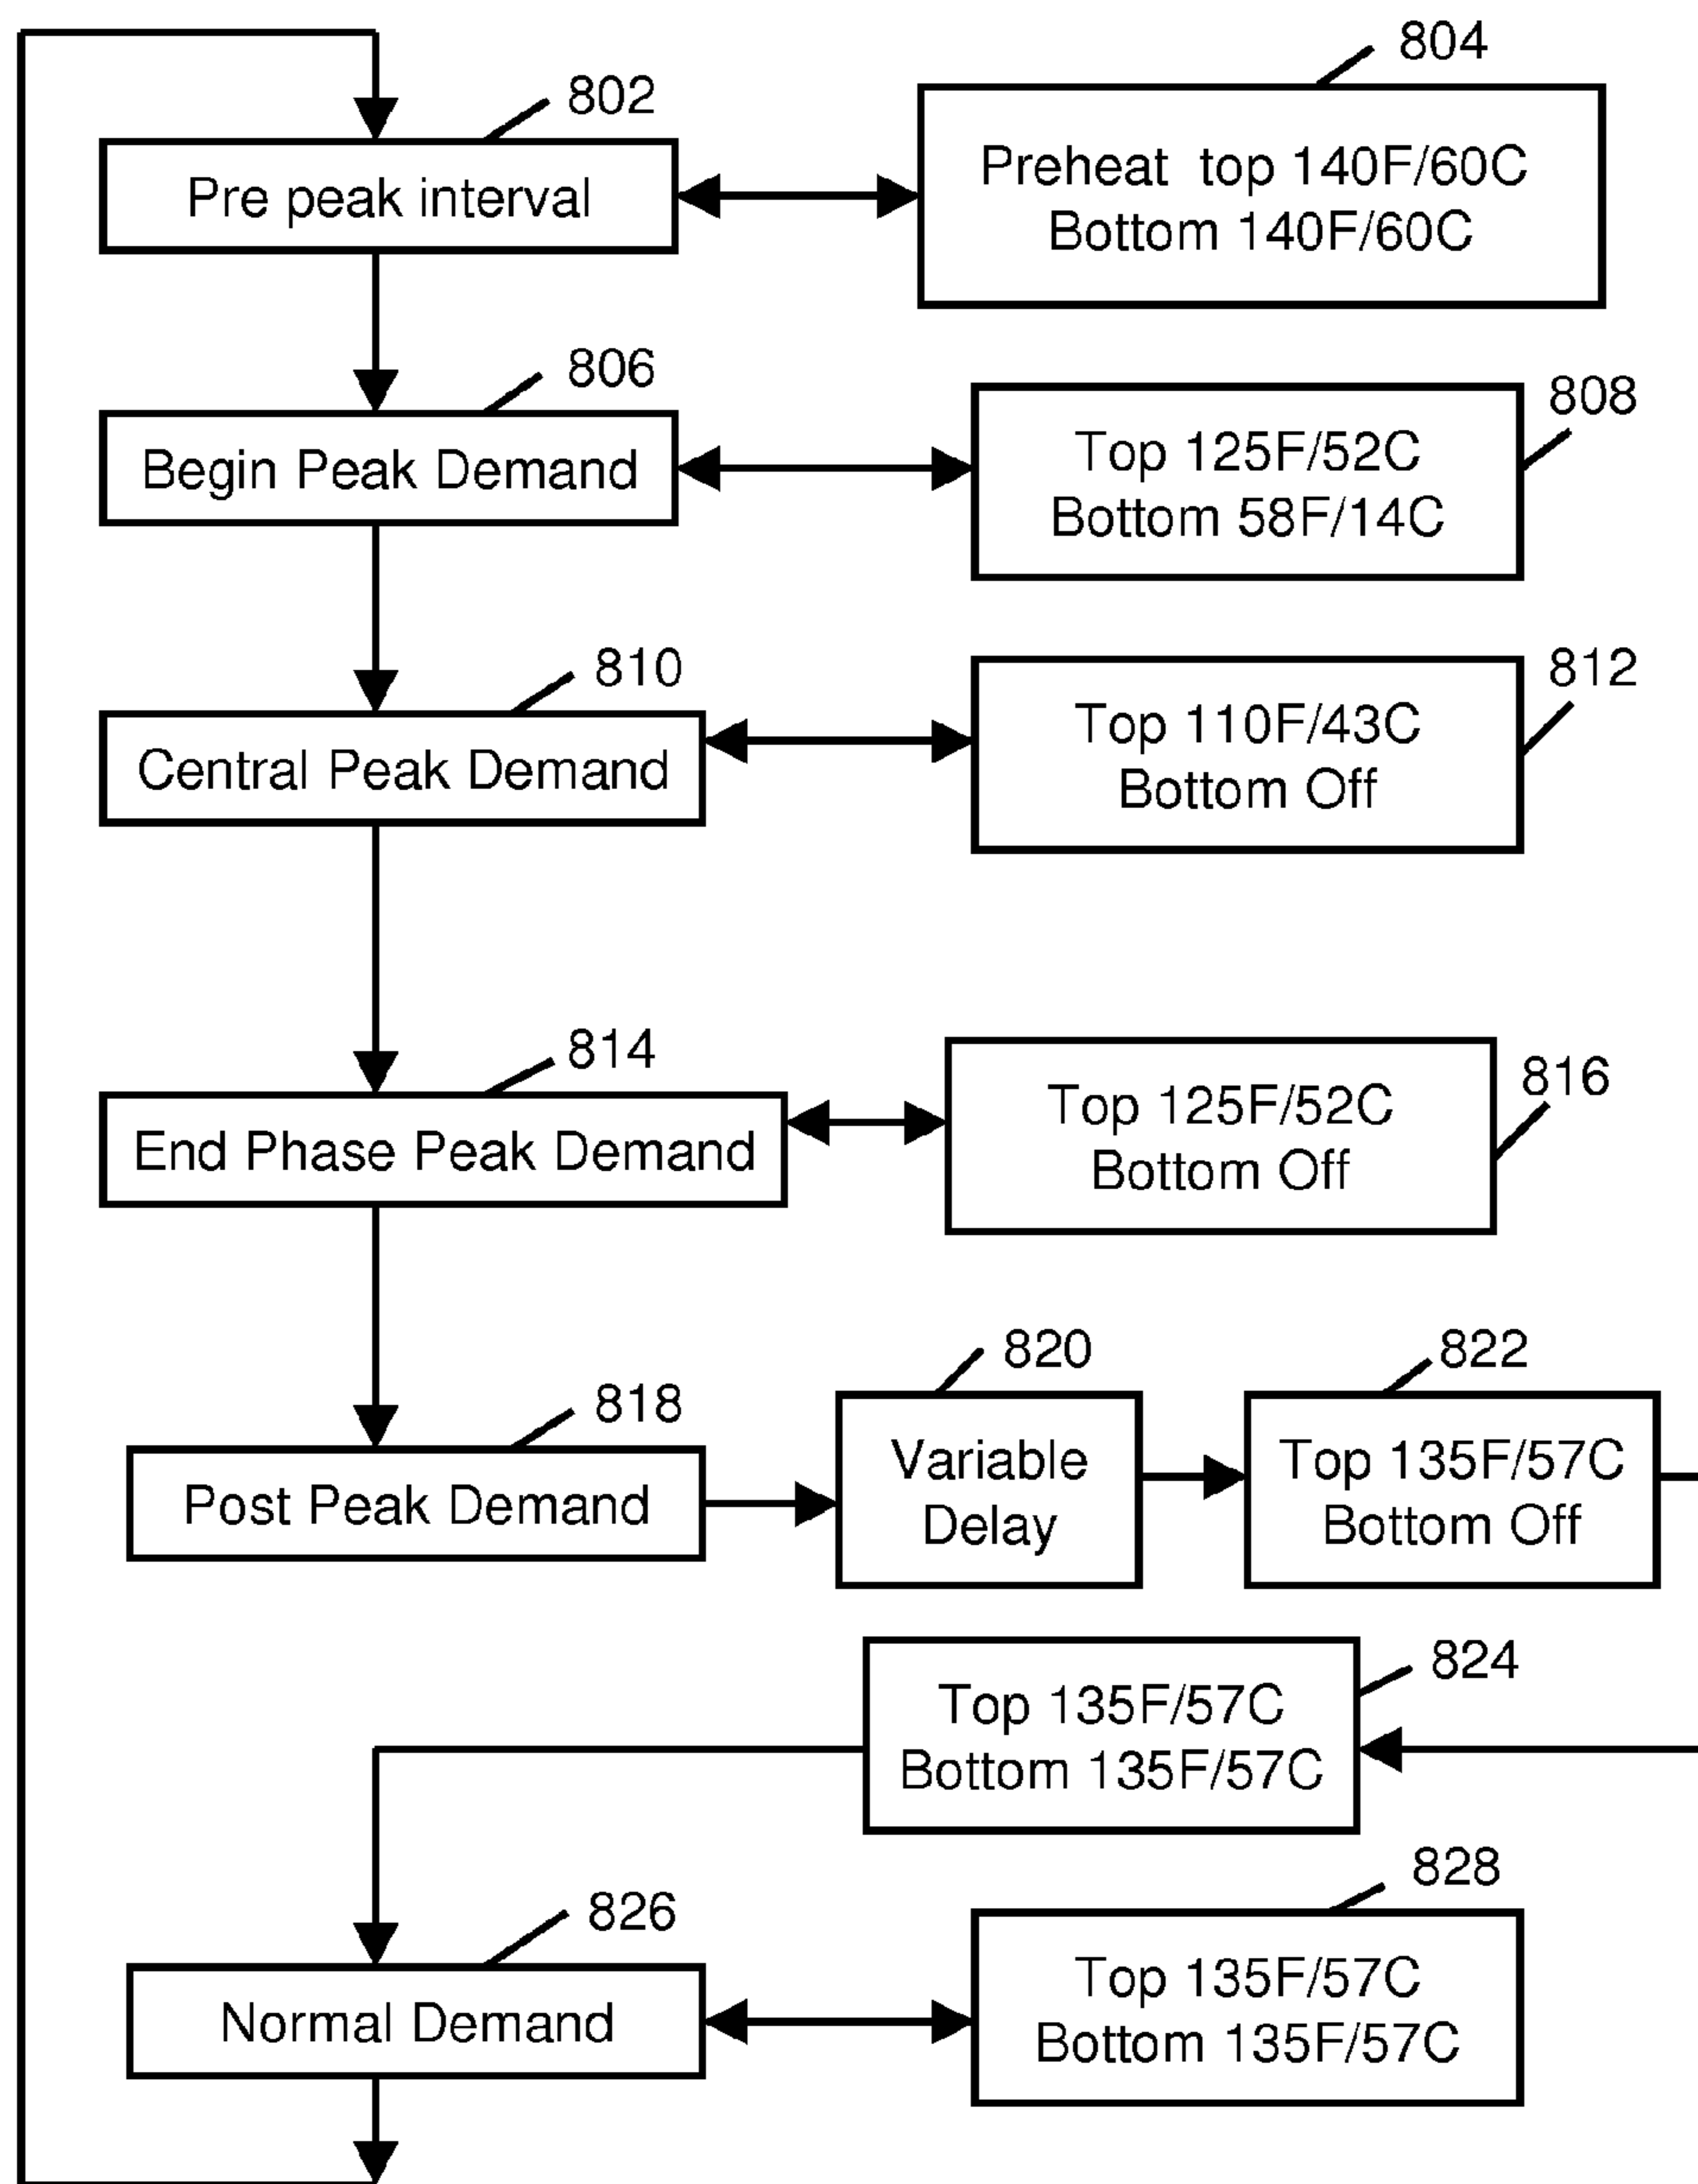 804
802
Preheat top 140F/60C
Bottom 140F/60C
Pre peak interval
806
808
Top 125F/52C
Bottom 58F/14C
Begin Peak Demand
810
812
Top 110F/43C
Bottom Off
Central Peak Demand
814
816
Top 125F/52C
Bottom Off
End Phase Peak Demand
820
822
818
Variable
Delay
Top 135F/57C
Bottom Off
Post Peak Demand
824
Top 135F/57C
Bottom 135F/57C
828
826
Top 135F/57C
Bottom 135F/57C
Normal Demand